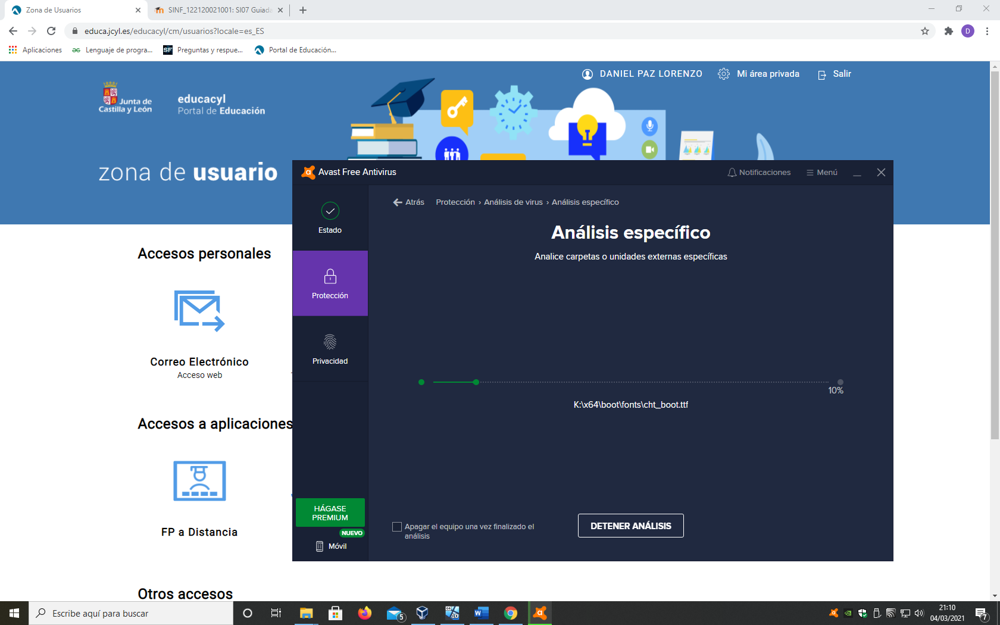 Zona de Usuarios
SINF_122120021001: SI07 Guiada
educa.jcyl.es/educacyl/cm/usuarios?locale=es_ES
D
Aplicaciones
Lenguaje de progra...
SF
Preguntas y respue...
Portal de Educación...
DANIEL PAZ LORENZO
Mi área privada
Salir
Junta de
Castilla y León
educacyl
Portal de Educación
zona de usuario
Accesos personales
Correo Electrónico
Acceso web
Accesos a aplicaciones
FP a Distancia
Otros accesos
Avast Free Antivirus
Notificaciones
Menú
Estado
Protección
Privacidad
HÁGASE
PREMIUM
NUEVO
Móvil
Atrás
Protección › Análisis de virus › Análisis específico
Análisis específico
Analice carpetas o unidades externas específicas
10%
K:\x64\boot\fonts\cht_boot.ttf
Apagar el equipo una vez finalizado el
análisis
DETENER ANÁLISIS
Escribe aquí para buscar
5
W
21:10
04/03/2021
7